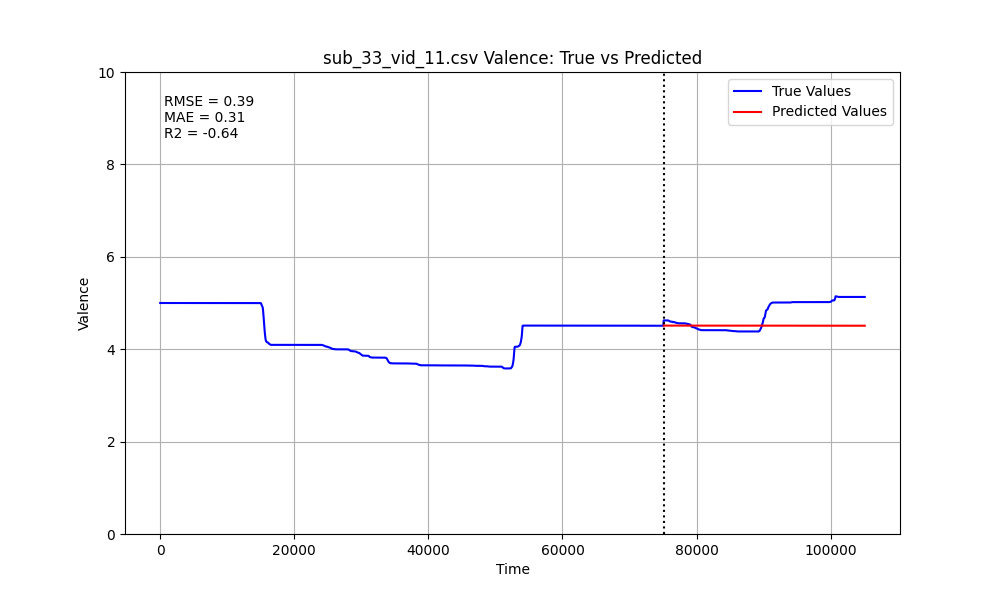 sub_33_vid_11.csv Valence: True vs Predicted
RMSE = 0.39
MAE = 0.31
R2 = -0.64
True Values
Predicted Values
10
8
6
4
2
0
Valence
0
20000
40000
60000
80000
100000
Time